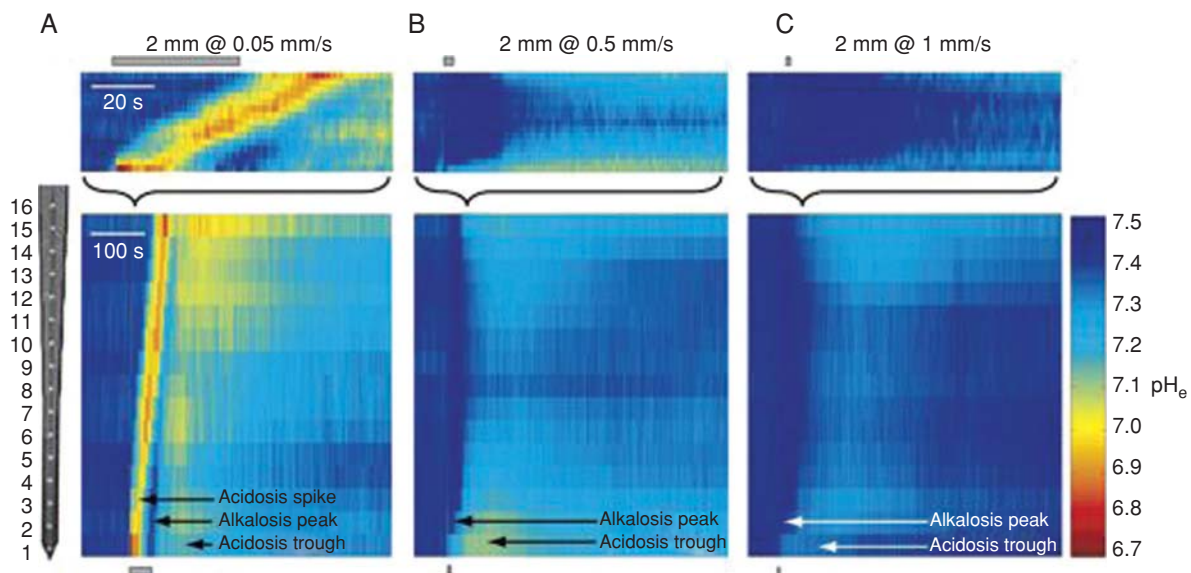 A
2 mm @ 0.05 mm/s
B
2 mm @ 0.5 mm/s
C
2 mm @ 1 mm/s
20 s
100 s
16
15
14
13
12
11
10
9
8
7
6
5
4
3
2
1
Acidosis spike
Alkalosis peak
Acidosis trough
Alkalosis peak
Acidosis trough
Alkalosis peak
Acidosis trough
7.5
7.4
7.3
7.2
7.1
7.0
6.9
6.8
6.7
pHe